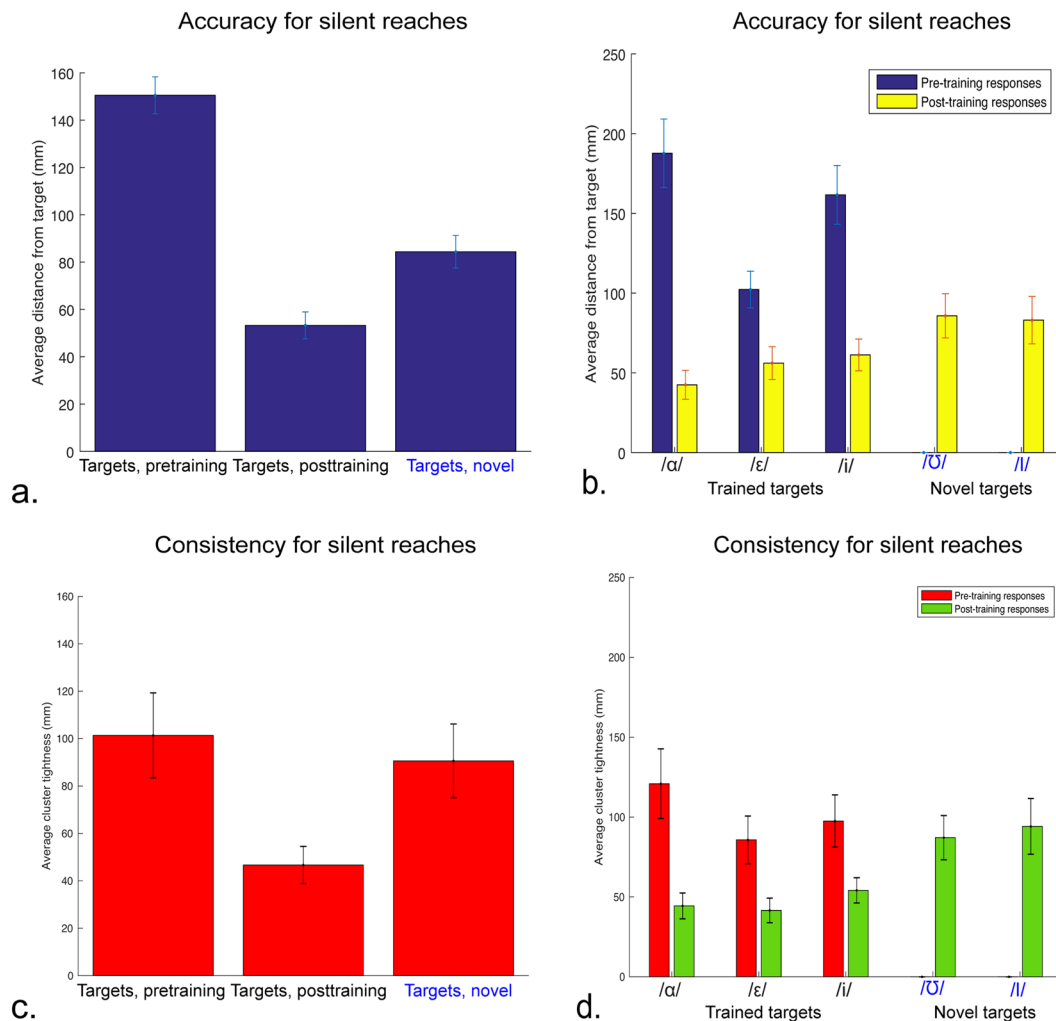 a.
Accuracy for silent reaches
Average distance from target (mm)
160
140
120
100
80
60
40
20
0
Targets, pretraining
Targets, posttraining
Targets, novel
b.
Accuracy for silent reaches
Average distance from target (mm)
250
200
150
100
50
0
Pre-training responses
Post-training responses
/ɑ/
/ɛ/
/i/
/Ʊ/
/I/
Trained targets
Novel targets
c.
Consistency for silent reaches
Average cluster tightness (mm)
160
140
120
100
80
60
40
20
0
Targets, pretraining
Targets, posttraining
Targets, novel
d.
Consistency for silent reaches
Average cluster tightness (mm)
250
200
150
100
50
0
Pre-training responses
Post-training responses
/ɑ/
/ɛ/
/i/
/Ʊ/
/I/
Trained targets
Novel targets